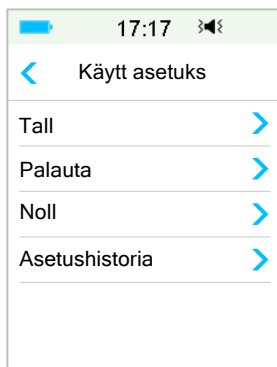 17:17
Käytt asetuks
Tall
Palauta
Noll
Asetushistoria